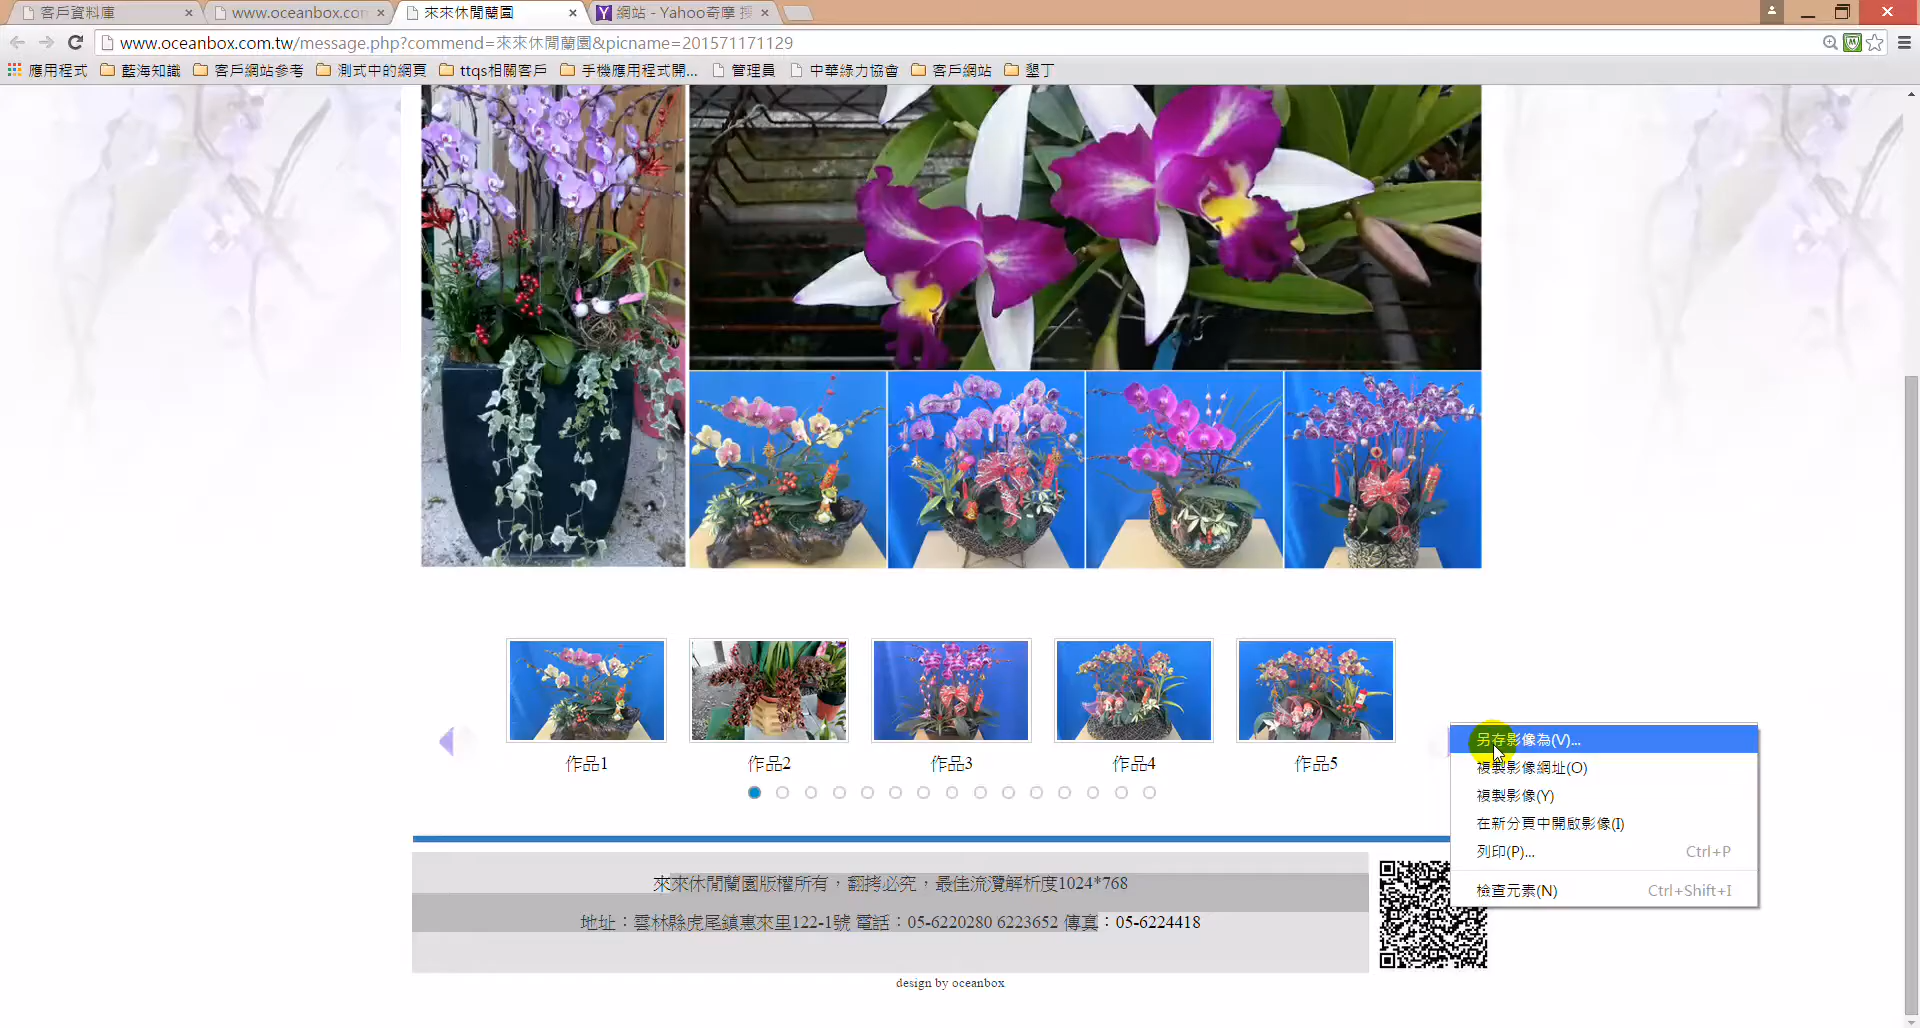 客戶資料庫
www.oceanbox.con
來來休閒蘭園
網站 - Yahoo奇摩 搜
www.oceanbox.com.tw/message.php?commend=來來休閒蘭園&picname=201571171129
應用程式 藍海知識 客戶網站參考 測式中的網頁 ttqs相關客戶 手機應用程式開... 管理員 中華綠力協會 客戶網站 墾丁
作品1 作品2 作品3 作品4 作品5
另存影像為(V)...
複製影像網址(O)
複製影像(Y)
在新分頁中開啟影像(I)
列印(P)... Ctrl+P
檢查元素(N) Ctrl+Shift+I
來來休閒蘭園版權所有，翻拷必究，最佳流灠解析度1024*768
地址：雲林縣虎尾鎮惠來里122-1號 電話：05-6220280 6223652 傳真：05-6224418
design by oceanbox